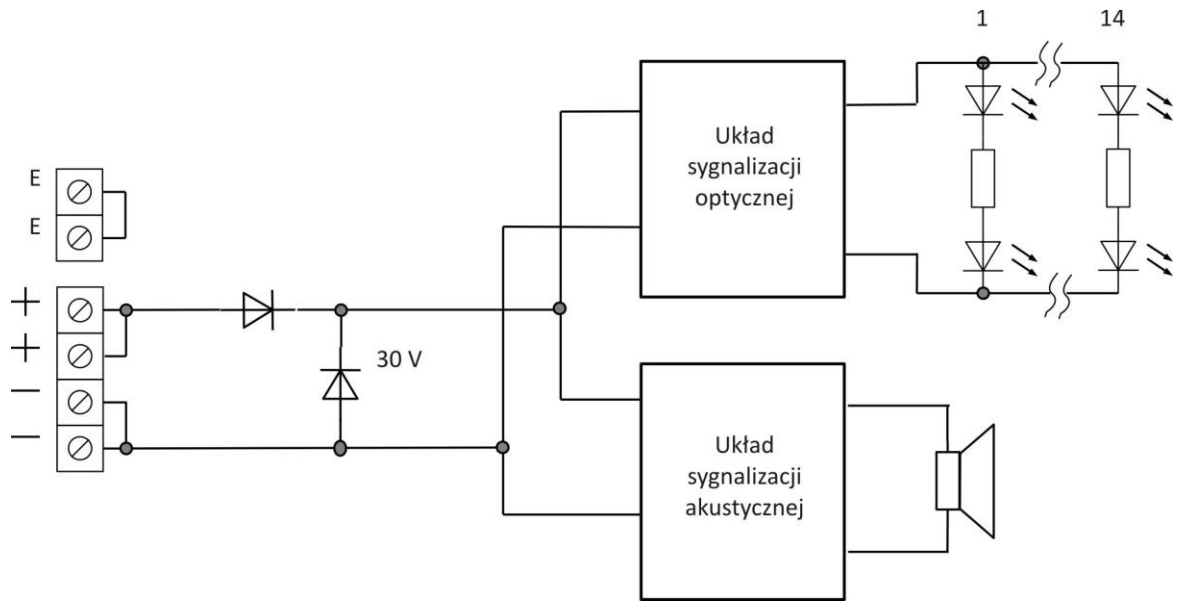 1
14
Układ
sygnalizacji
optycznej
E
E
+
+
—
—
30 V
Układ
sygnalizacji
akustycznej